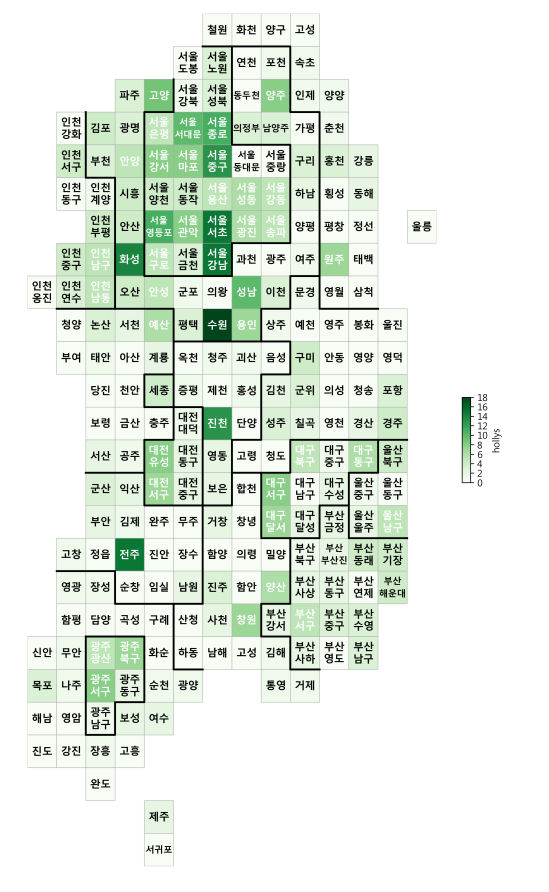 철원 화천 양구 고성
서울 서울
도봉 노원 연천 포천 속초
파주 고양 서울 서울 동두천 양주 인제 양양
강북 성북
인천 김포 광명 서울 서울 서울 의정부 남양주 가평 춘천
강화 은평 서대문 종로
인천 부천 안양 서울 서울 서울 서울 서울 구리 홍천 강릉
서구 강서 마포 중구 동대문 중랑
인천 인천 시흥 서울 서울 서울 서울 서울 하남 횡성 동해
동구 계양 양천 동작 용산 성동 강동
인천 안산 서울 서울 서울 서울 서울 양평 평창 정선 울릉
부평 영등포 관악 서초 광진 송파
인천 인천 화성 서울 서울 서울 과천 광주 여주 원주 태백
중구 남구 구로 금천 강남
인천 인천 인천 오산 안성 군포 의왕 성남 이천 문경 영월 삼척
옹진 연수 남동
청양 논산 서천 예산 평택 수원 용인 상주 예천 영주 봉화 울진
부여 태안 아산 계룡 옥천 청주 괴산 음성 구미 안동 영양 영덕
당진 천안 세종 증평 제천 홍성 김천 군위 의성 청송 포항
보령 금산 충주 대전 진천 단양 성주 칠곡 영천 경산 경주
대덕
서산 공주 대전 대전 영동 고령 청도 대구 대구 대구 울산
유성 동구 북구 중구 동구 북구
군산 익산 대전 대전 보은 합천 대구 대구 대구 울산 울산
서구 중구 서구 남구 수성 중구 동구
부안 김제 완주 무주 거창 창녕 대구 대구 부산 울산 울산
달서 달성 금정 울주 남구
고창 정읍 전주 진안 장수 함양 의령 밀양 부산 부산 부산 부산
북구 부산진 동래 기장
영광 장성 순창 임실 남원 진주 함안 양산 부산 부산 부산 부산
사상 동구 연제 해운대
함평 담양 곡성 구례 산청 사천 창원 부산 부산 부산 부산
강서 서구 중구 수영
신안 무안 광주 광주 화순 하동 남해 고성 김해 부산 부산 부산
광산 북구 사하 영도 남구
목포 나주 광주 광주 순천 광양 통영 거제
서구 동구
해남 영암 광주 보성 여수
남구
진도 강진 장흥 고흥
완도
제주
서귀포
18
16
14
12
10
8
6
4
2
0
hollys